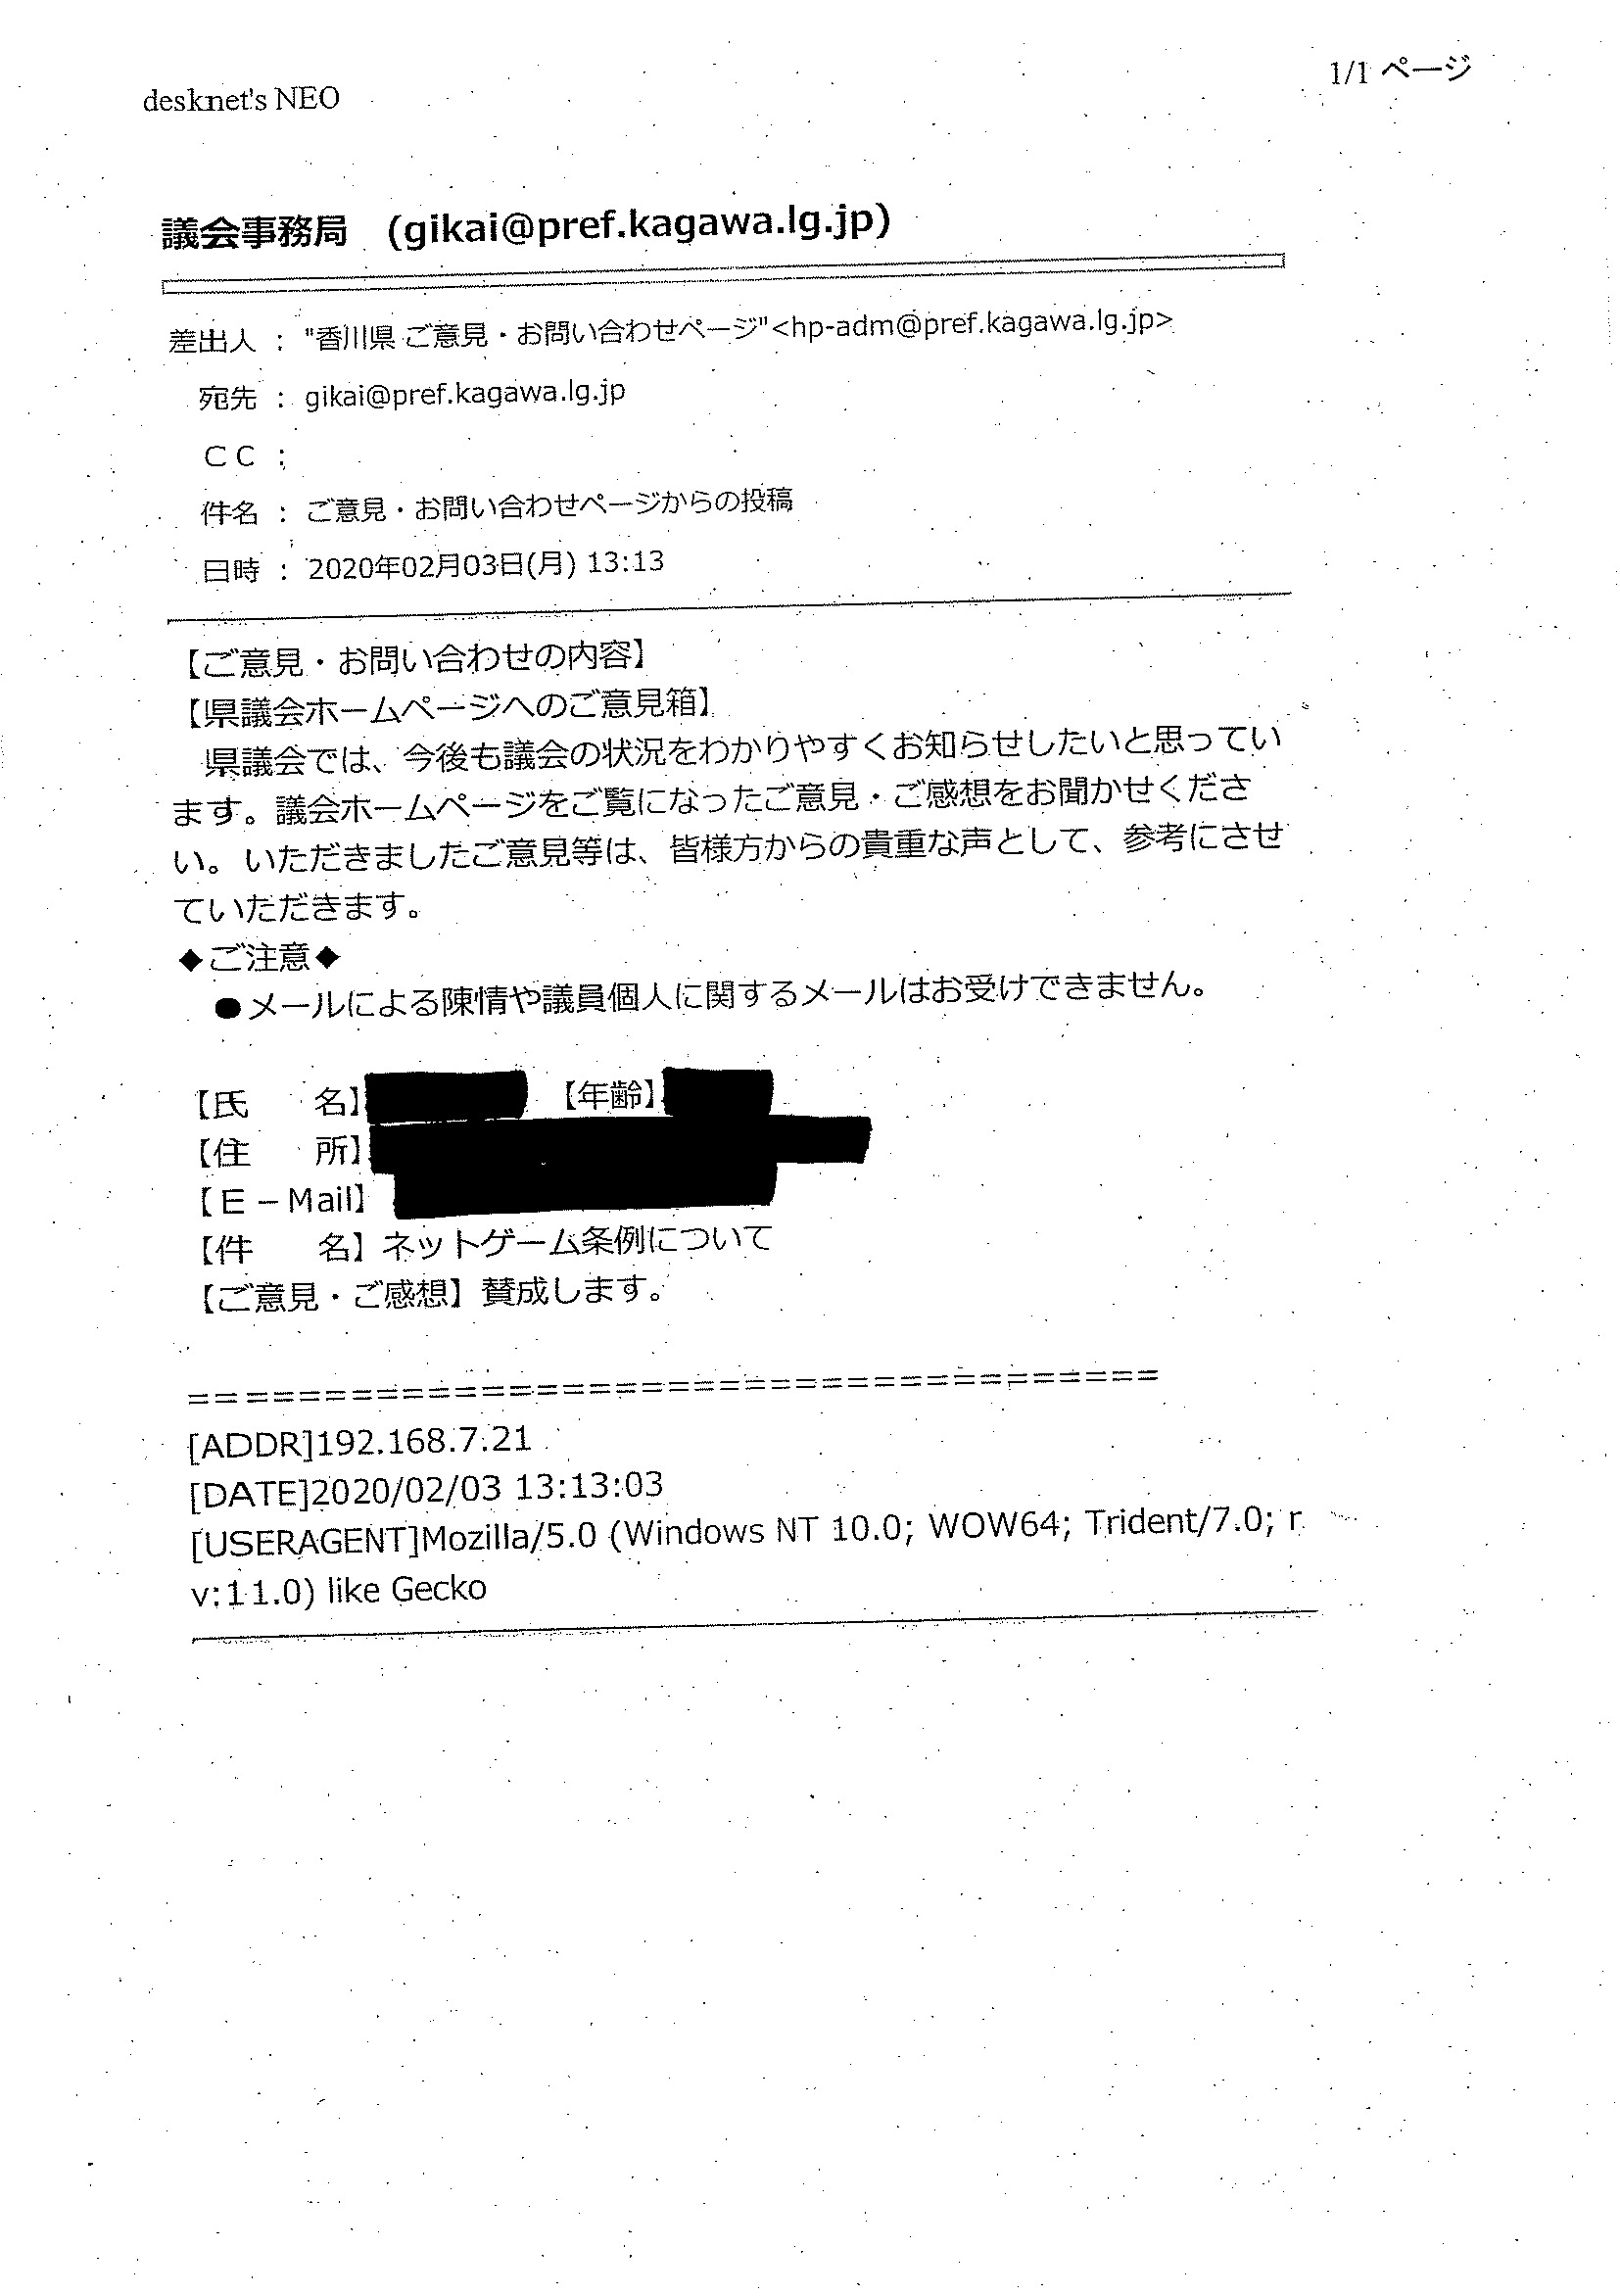 desknet's NEO
1/1 ページ
議会事務局　(gikai@pref.kagawa.lg.jp)
差出人 : "香川県 ご意見・お問い合わせページ"<hp-adm@pref.kagawa.lg.jp>
宛先 : gikai@pref.kagawa.lg.jp
ＣＣ :
件名 : ご意見・お問い合わせページからの投稿
日時 : 2020年02月03日(月) 13:13
【ご意見・お問い合わせの内容】
【県議会ホームページへのご意見箱】
　県議会では、今後も議会の状況をわかりやすくお知らせしたいと思ってい
ます。議会ホームページをご覧になったご意見・ご感想をお聞かせくださ
い。いただきましたご意見等は、皆様方からの貴重な声として、参考にさせ
ていただきます。
◆ご注意◆
　●メールによる陳情や議員個人に関するメールはお受けできません。
【氏　　名】　【年齢】
【住　　所】
【Ｅ－Mail】
【件　　名】ネットゲーム条例について
【ご意見・ご感想】賛成します。
======================================
[ADDR]192.168.7.21
[DATE]2020/02/03 13:13:03
[USERAGENT]Mozilla/5.0 (Windows NT 10.0; WOW64; Trident/7.0; r
v:11.0) like Gecko